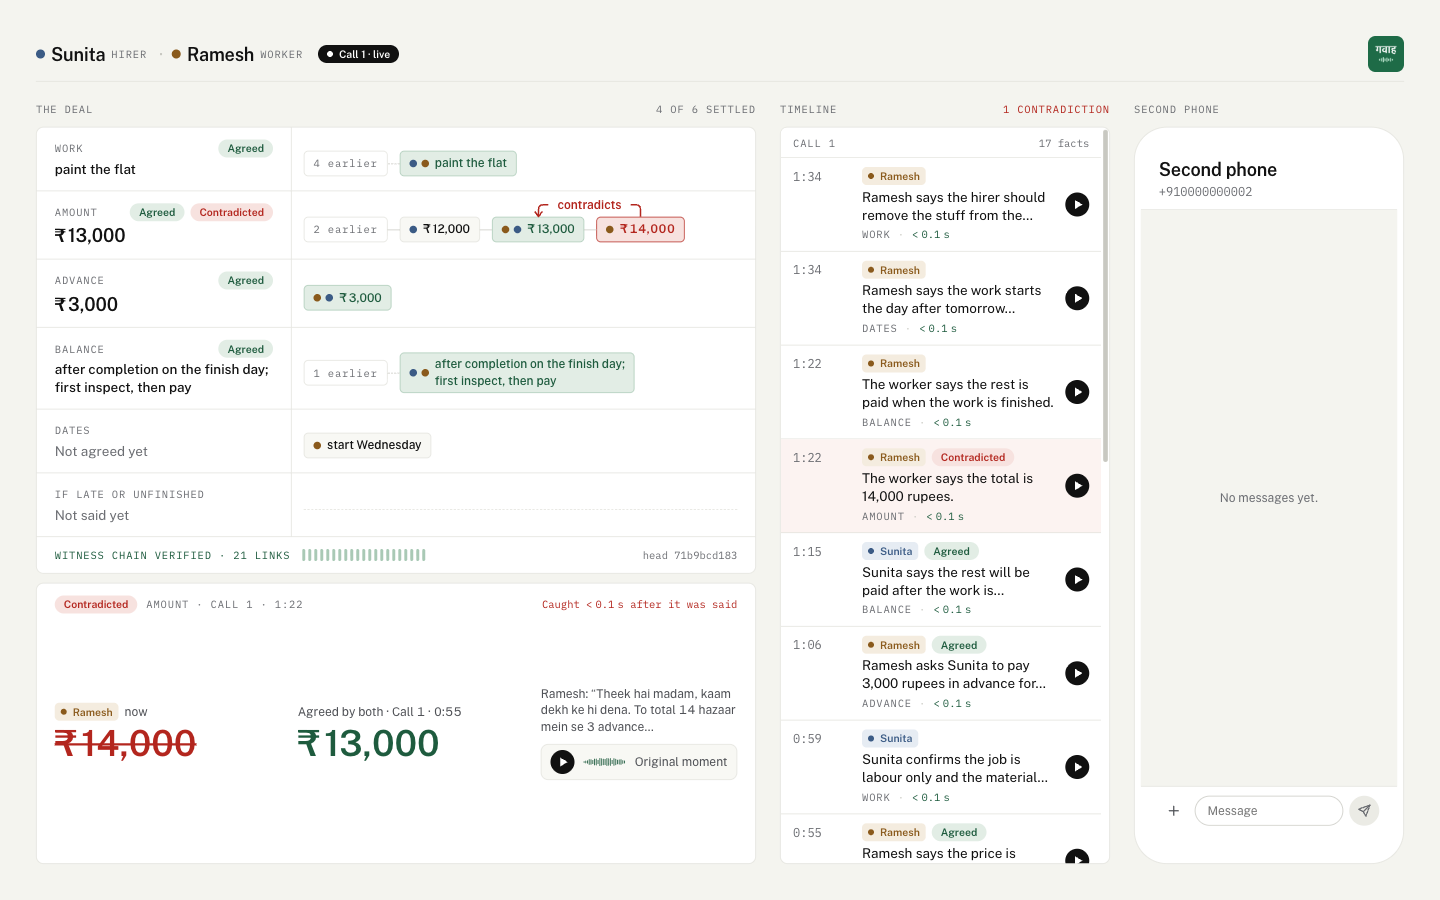 Sunita HIRER · Ramesh WORKER Call 1 · live
गवाह
THE DEAL 4 OF 6 SETTLED
WORK Agreed
paint the flat
4 earlier paint the flat
AMOUNT Agreed Contradicted
₹13,000
contradicts
2 earlier ₹12,000 ₹13,000 ₹14,000
ADVANCE Agreed
₹3,000
₹3,000
BALANCE Agreed
after completion on the finish day;
first inspect, then pay
1 earlier
after completion on the finish day;
first inspect, then pay
DATES
Not agreed yet
start Wednesday
IF LATE OR UNFINISHED
Not said yet
WITNESS CHAIN VERIFIED · 21 LINKS head 71b9bcd183
Contradicted AMOUNT · CALL 1 · 1:22 Caught <0.1s after it was said
Ramesh now
₹14,000
Agreed by both · Call 1 · 0:55
₹13,000
Ramesh: “Theek hai madam, kaam
dekh ke hi dena. To total 14 hazaar
mein se 3 advance…
Original moment
TIMELINE 1 CONTRADICTION
CALL 1 17 facts
1:34 Ramesh
Ramesh says the hirer should
remove the stuff from the…
WORK · <0.1s
1:34 Ramesh
Ramesh says the work starts
the day after tomorrow…
DATES · <0.1s
1:22 Ramesh
The worker says the rest is
paid when the work is finished.
BALANCE · <0.1s
1:22 Ramesh Contradicted
The worker says the total is
14,000 rupees.
AMOUNT · <0.1s
1:15 Sunita Agreed
Sunita says the rest will be
paid after the work is…
BALANCE · <0.1s
1:06 Ramesh Agreed
Ramesh asks Sunita to pay
3,000 rupees in advance for…
ADVANCE · <0.1s
0:59 Sunita
Sunita confirms the job is
labour only and the material…
WORK · <0.1s
0:55 Ramesh Agreed
Ramesh says the price is
SECOND PHONE
Second phone
+910000000002
No messages yet.
+ Message